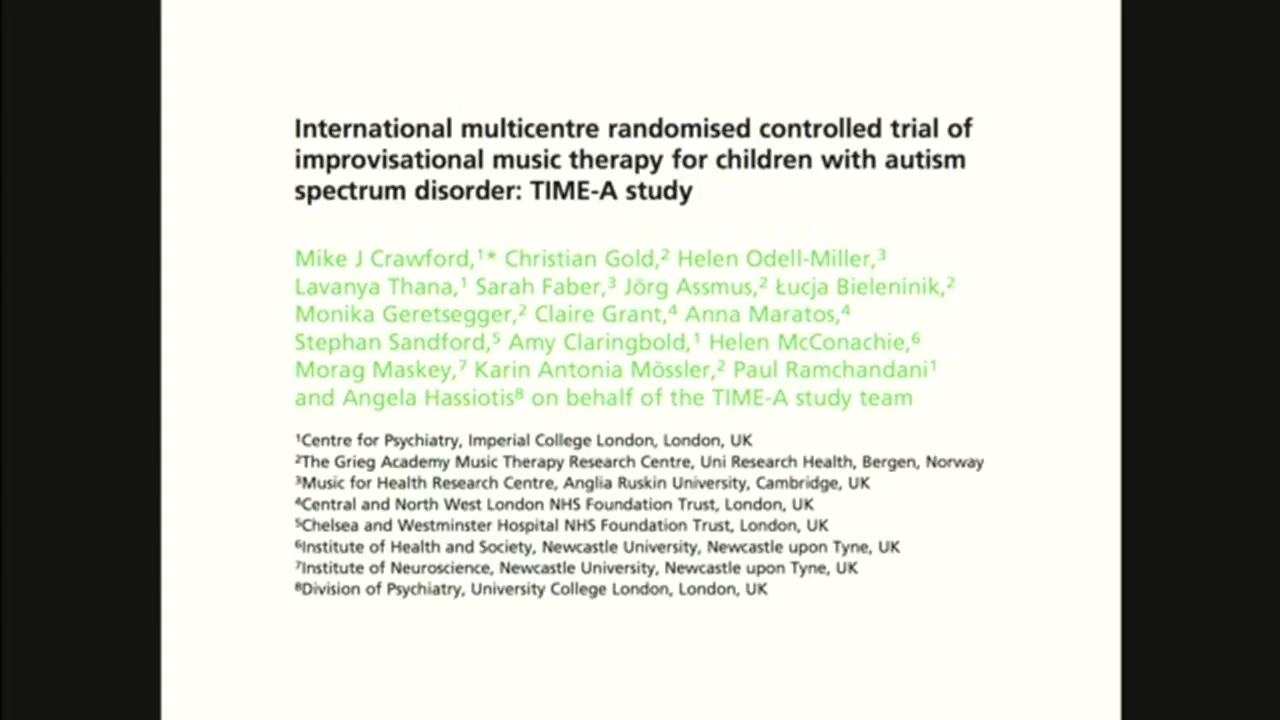 International multicentre randomised controlled trial of
improvisational music therapy for children with autism
spectrum disorder: TIME-A study
Mike J Crawford,¹* Christian Gold,² Helen Odell-Miller,³
Lavanya Thana,¹ Sarah Faber,³ Jörg Assmus,² Łucja Bieleninik,²
Monika Geretsegger,² Claire Grant,⁴ Anna Maratos,⁴
Stephan Sandford,⁵ Amy Claringbold,¹ Helen McConachie,⁶
Morag Maskey,⁷ Karin Antonia Mössler,² Paul Ramchandani¹
and Angela Hassiotis⁸ on behalf of the TIME-A study team
¹Centre for Psychiatry, Imperial College London, London, UK
²The Grieg Academy Music Therapy Research Centre, Uni Research Health, Bergen, Norway
³Music for Health Research Centre, Anglia Ruskin University, Cambridge, UK
⁴Central and North West London NHS Foundation Trust, London, UK
⁵Chelsea and Westminster Hospital NHS Foundation Trust, London, UK
⁶Institute of Health and Society, Newcastle University, Newcastle upon Tyne, UK
⁷Institute of Neuroscience, Newcastle University, Newcastle upon Tyne, UK
⁸Division of Psychiatry, University College London, London, UK